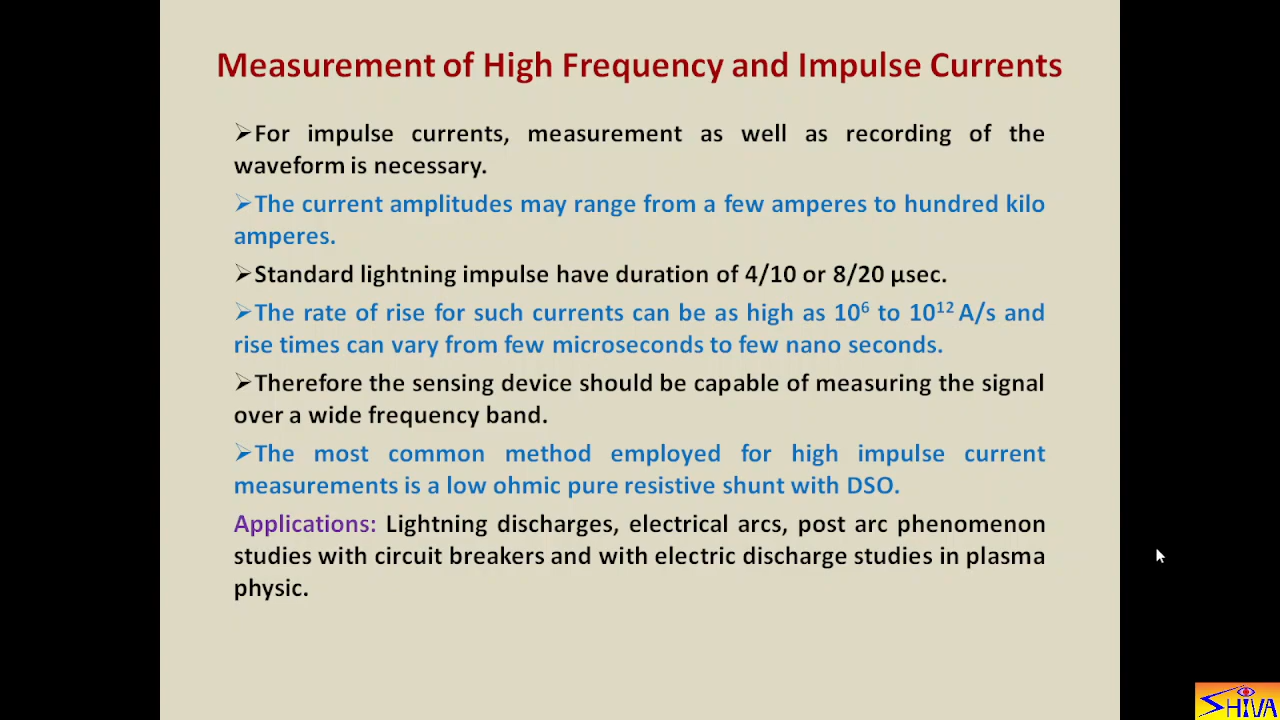 Measurement of High Frequency and Impulse Currents
➢For impulse currents, measurement as well as recording of the
waveform is necessary.
➢The current amplitudes may range from a few amperes to hundred kilo
amperes.
➢Standard lightning impulse have duration of 4/10 or 8/20 µsec.
➢The rate of rise for such currents can be as high as 10⁶ to 10¹² A/s and
rise times can vary from few microseconds to few nano seconds.
➢Therefore the sensing device should be capable of measuring the signal
over a wide frequency band.
➢The most common method employed for high impulse current
measurements is a low ohmic pure resistive shunt with DSO.
Applications: Lightning discharges, electrical arcs, post arc phenomenon
studies with circuit breakers and with electric discharge studies in plasma
physic.
SHIVA